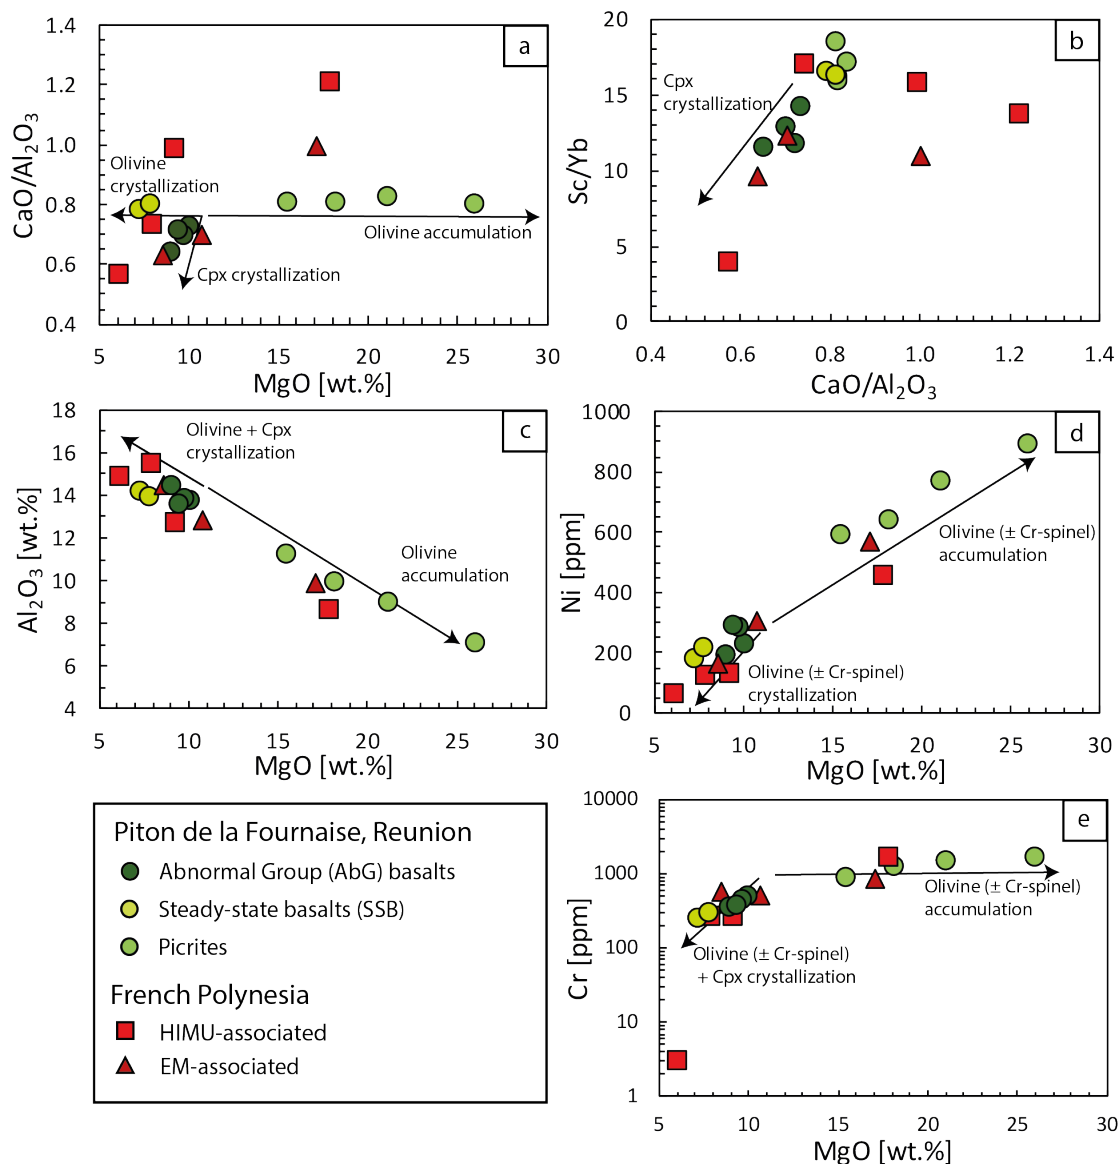 a
1.4
1.2
1.0
0.8
0.6
0.4
CaO/Al₂O₃
Olivine
crystallization
Olivine accumulation
Cpx crystallization
5
10
15
20
25
30
MgO [wt.%]
b
20
15
10
5
0
Sc/Yb
Cpx
crystallization
0.4
0.6
0.8
1.0
1.2
1.4
CaO/Al₂O₃
c
18
16
14
12
10
8
6
4
Al₂O₃ [wt.%]
Olivine + Cpx
crystallization
Olivine
accumulation
5
10
15
20
25
30
MgO [wt.%]
d
1000
800
600
400
200
0
Ni [ppm]
Olivine (± Cr-spinel)
accumulation
Olivine (± Cr-spinel)
crystallization
5
10
15
20
25
30
MgO [wt.%]
Piton de la Fournaise, Reunion
Abnormal Group (AbG) basalts
Steady-state basalts (SSB)
Picrites
French Polynesia
HIMU-associated
EM-associated
e
10000
1000
100
10
1
Cr [ppm]
Olivine (± Cr-spinel)
accumulation
Olivine (± Cr-spinel)
+ Cpx crystallization
5
10
15
20
25
30
MgO [wt.%]